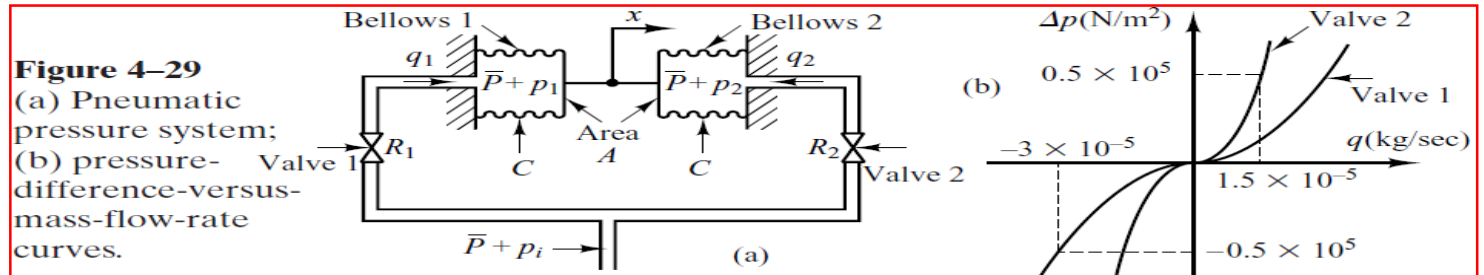 Figure 4–29
(a) Pneumatic
pressure system;
(b) pressure-
difference-versus-
mass-flow-rate
curves.
Bellows 1
x
Bellows 2
q₁
q₂
P̅ + p₁
P̅ + p₂
Area
A
C
C
Valve 1
R₁
R₂
Valve 2
P̅ + pᵢ
(a)
(b)
Δp(N/m²)
Valve 2
0.5 × 10⁵
Valve 1
q(kg/sec)
–3 × 10⁻⁵
1.5 × 10⁻⁵
–0.5 × 10⁵